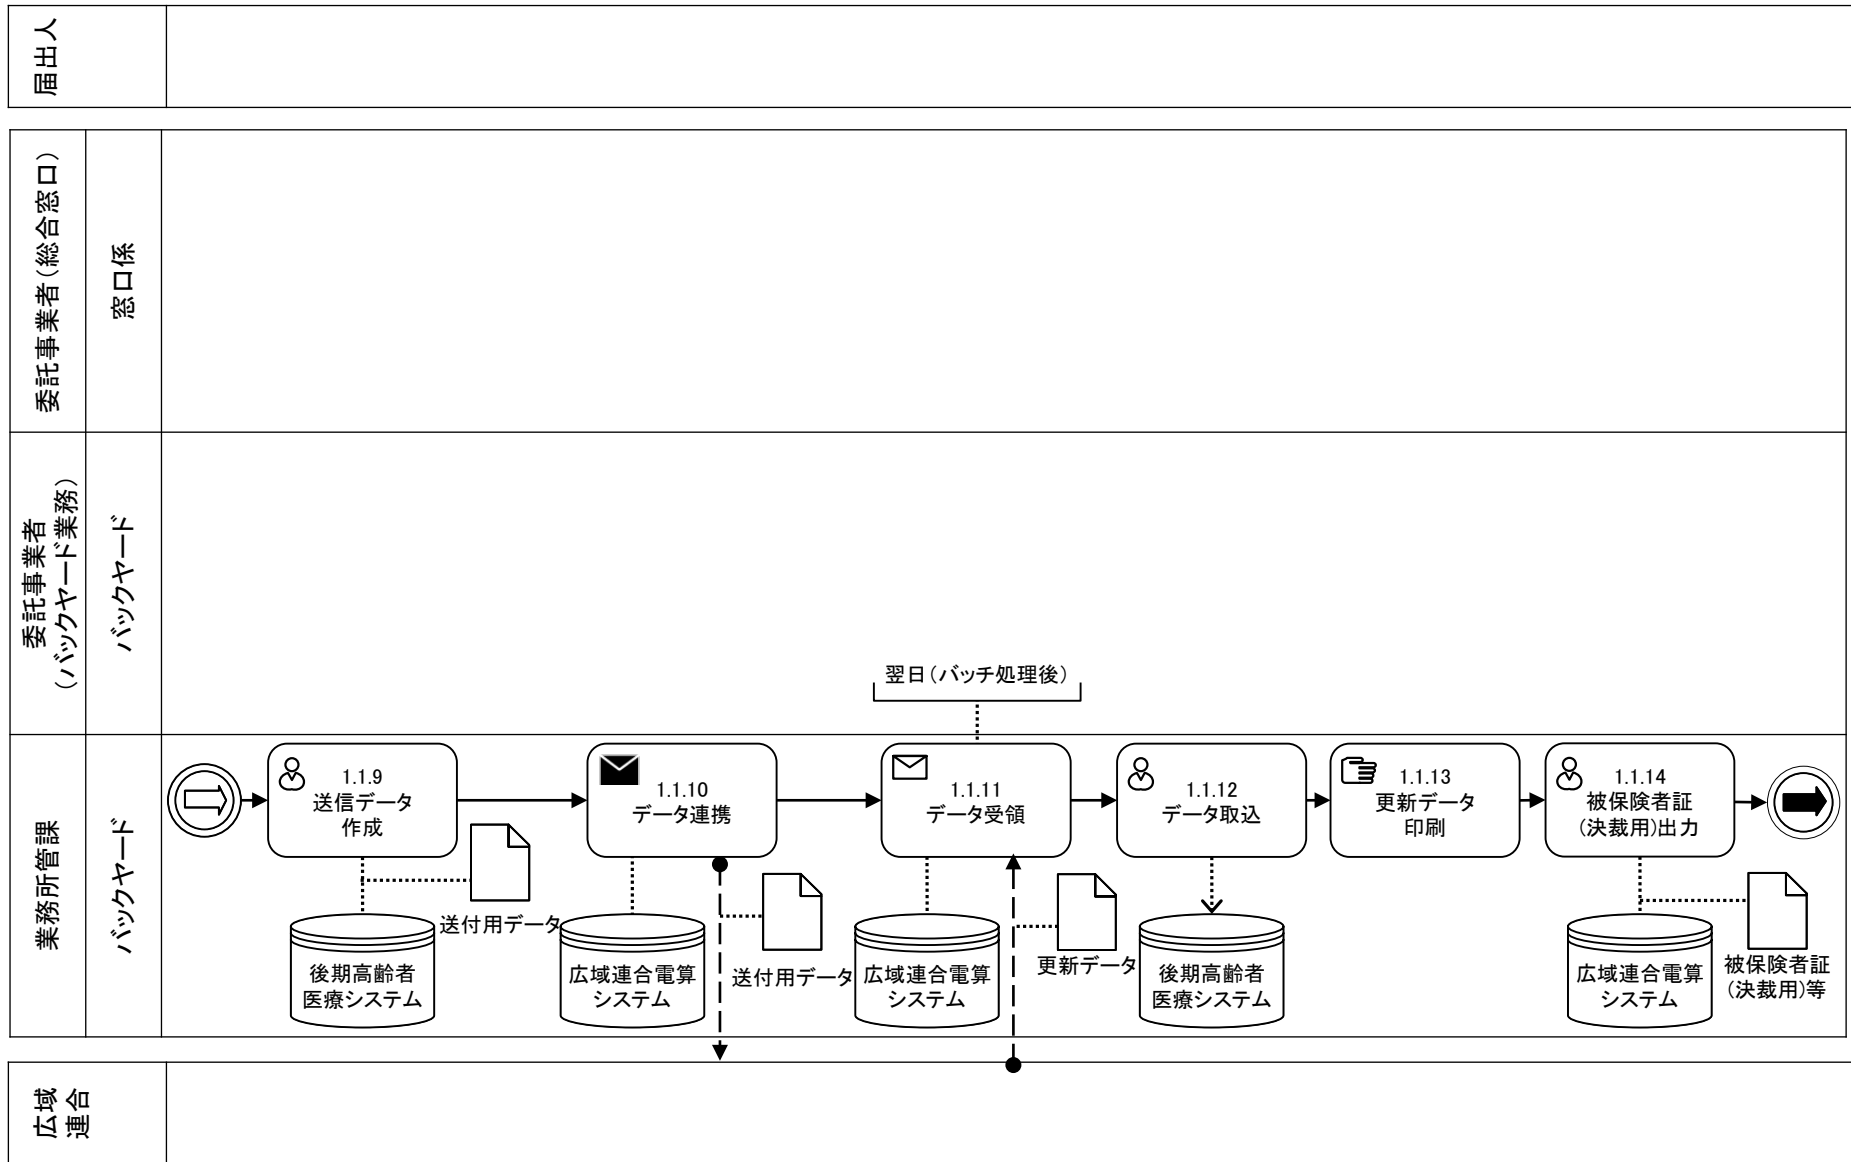 届出人
委託事業者（総合窓口）
窓口係
委託事業者
（バックヤード業務）
バックヤード
翌日（バッチ処理後）
業務所管課
バックヤード
1.1.9
送信データ
作成
1.1.10
データ連携
1.1.11
データ受領
1.1.12
データ取込
1.1.13
更新データ
印刷
1.1.14
被保険者証
(決裁用)出力
送付用データ
送付用データ
更新データ
被保険者証
(決裁用)等
後期高齢者
医療システム
広域連合電算
システム
広域連合電算
システム
後期高齢者
医療システム
広域連合電算
システム
広域
連合